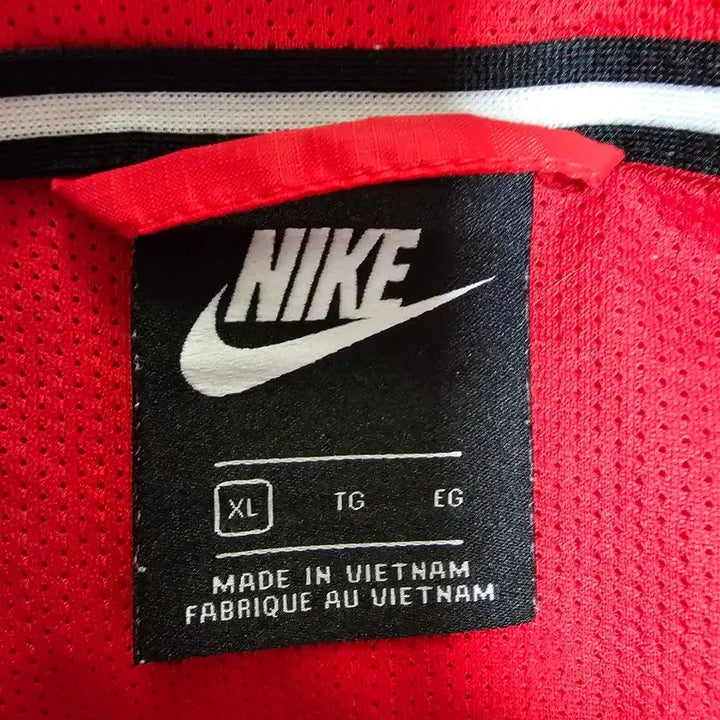 NIKE
XL TG EG
MADE IN VIETNAM
FABRIQUE AU VIETNAM